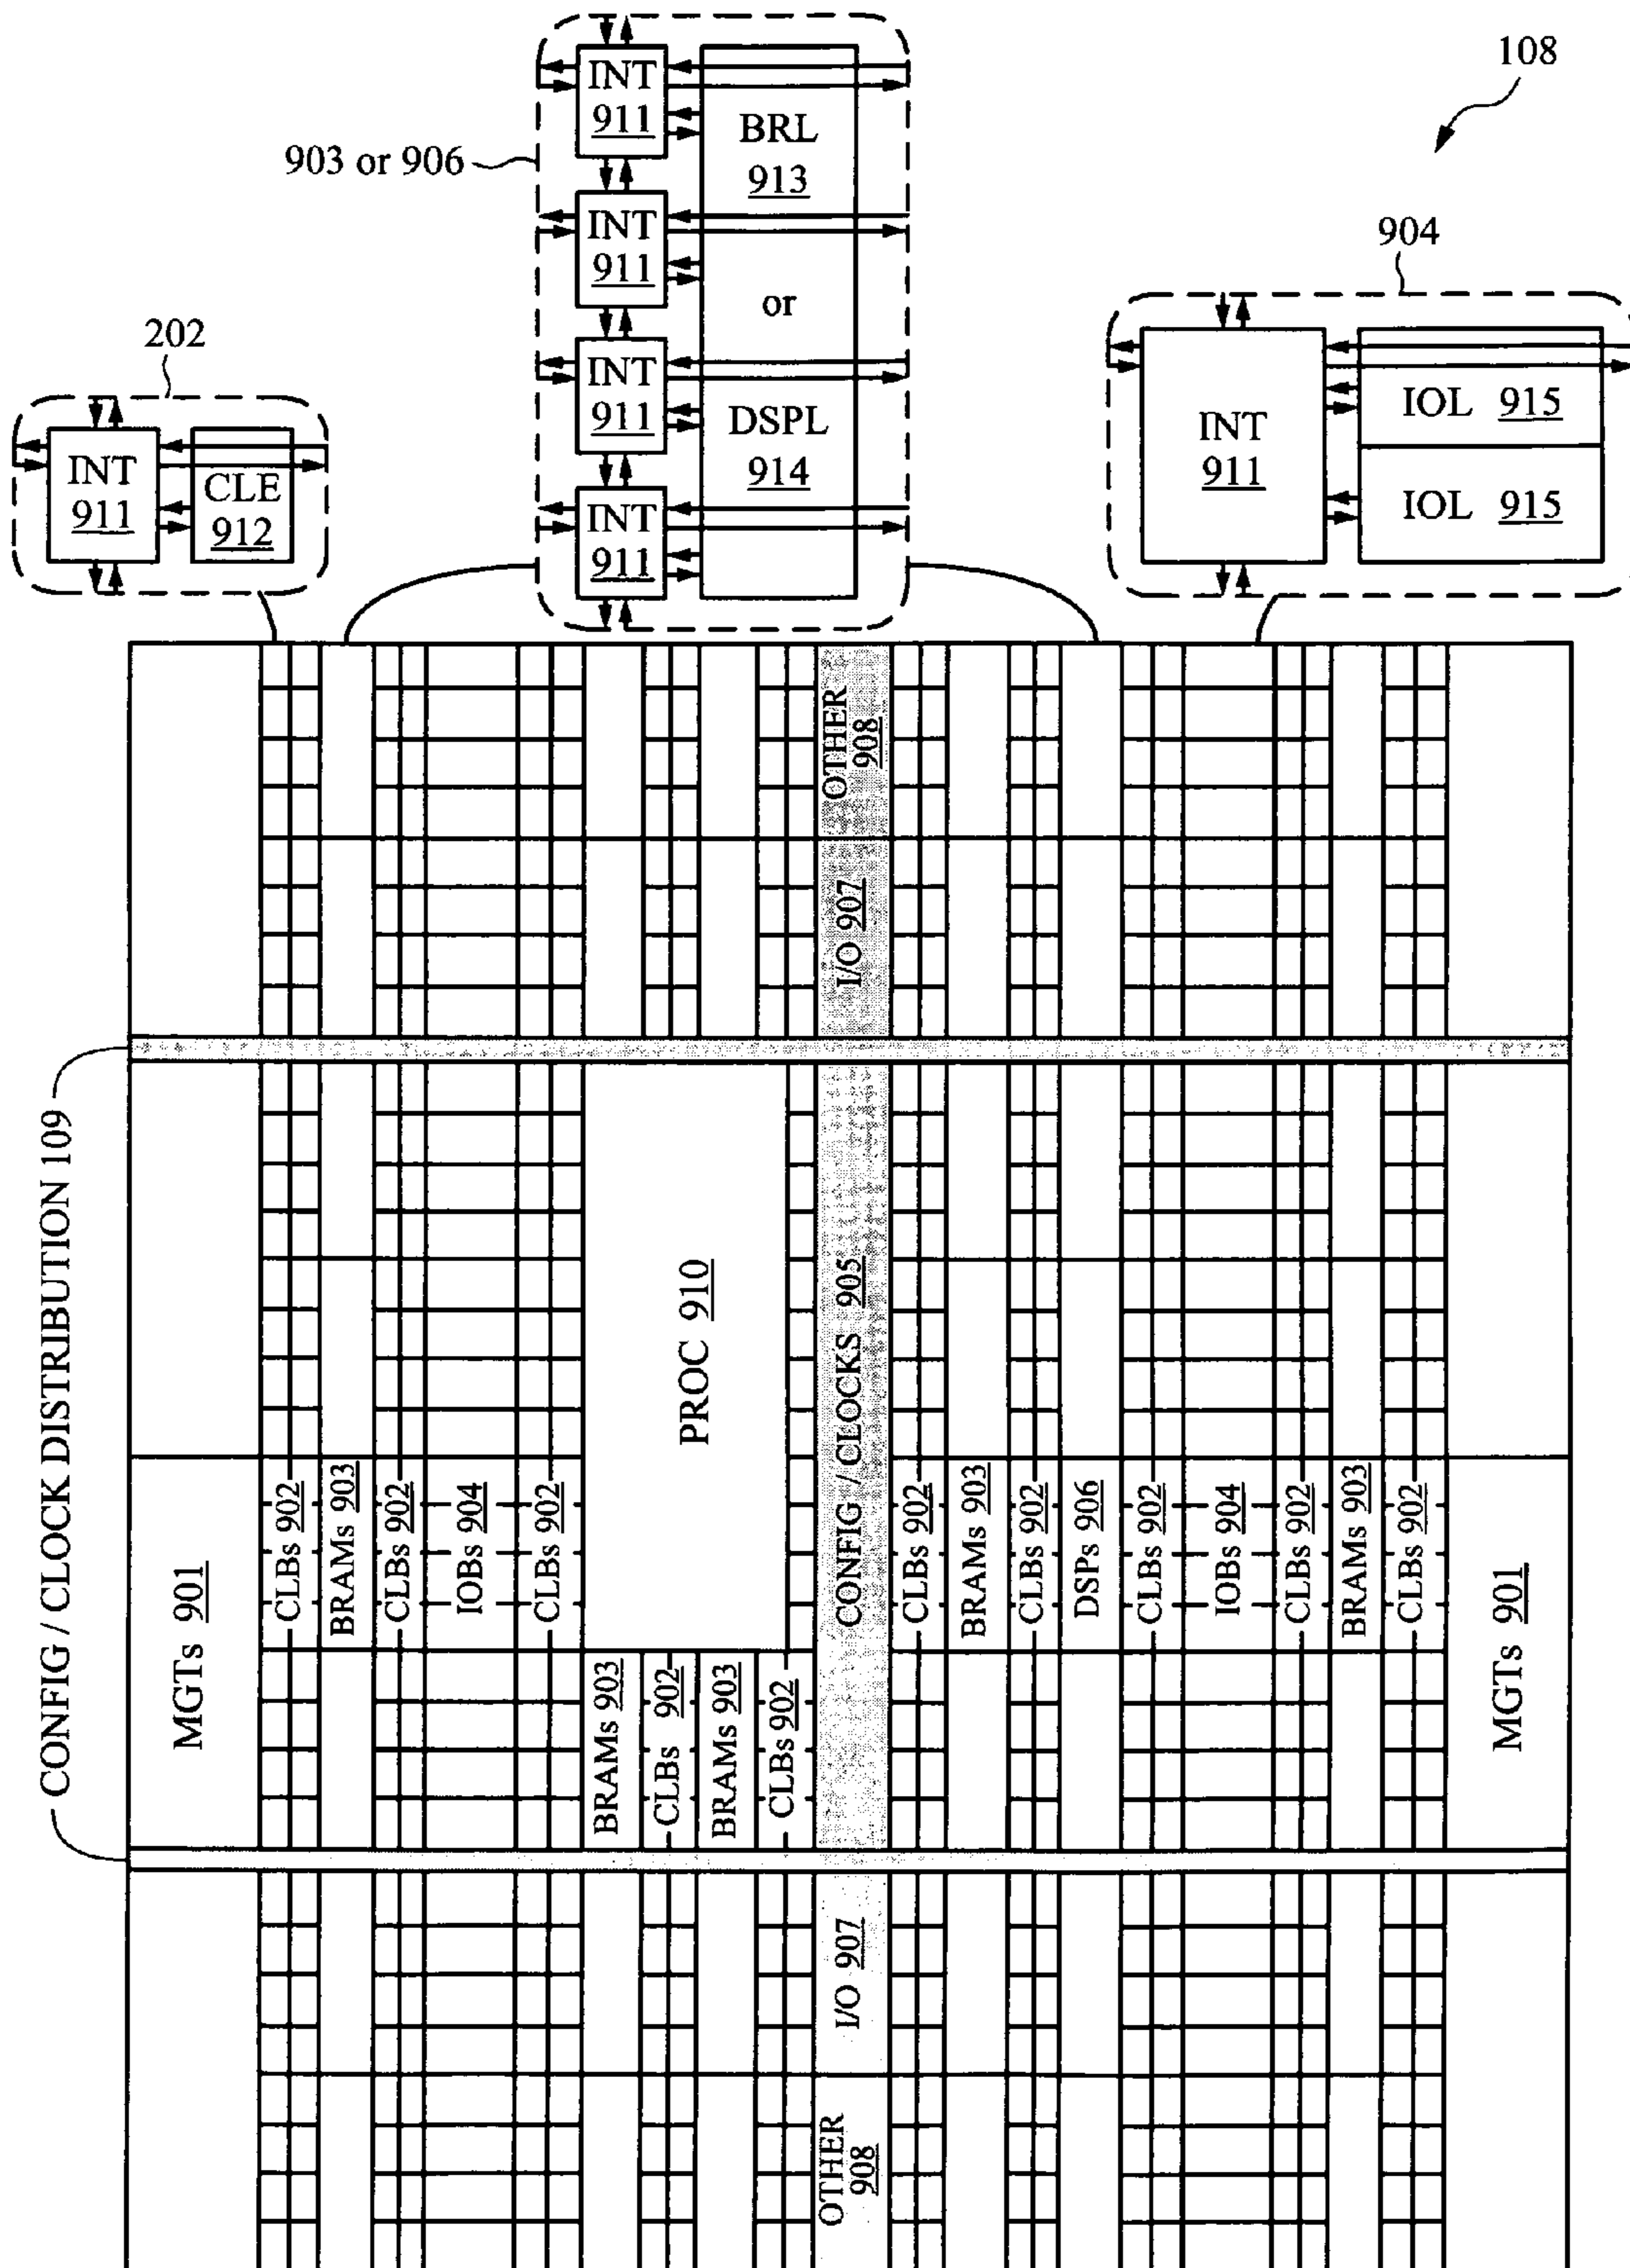 108
903 or 906
INT
911
INT
911
INT
911
INT
911
BRL
913
or
DSPL
914
904
INT
911
IOL 915
IOL 915
202
INT
911
CLE
912
OTHER
908
I/O 907
CONFIG / CLOCK DISTRIBUTION 109
PROC 910
CONFIG / CLOCKS 905
MGTs 901
CLBs 902
BRAMs 903
CLBs 902
IOBs 904
CLBs 902
BRAMs 903
CLBs 902
BRAMs 903
CLBs 902
CLBs 902
BRAMs 903
CLBs 902
DSPs 906
CLBs 902
IOBs 904
CLBs 902
BRAMs 903
CLBs 902
MGTs 901
I/O 907
OTHER
908